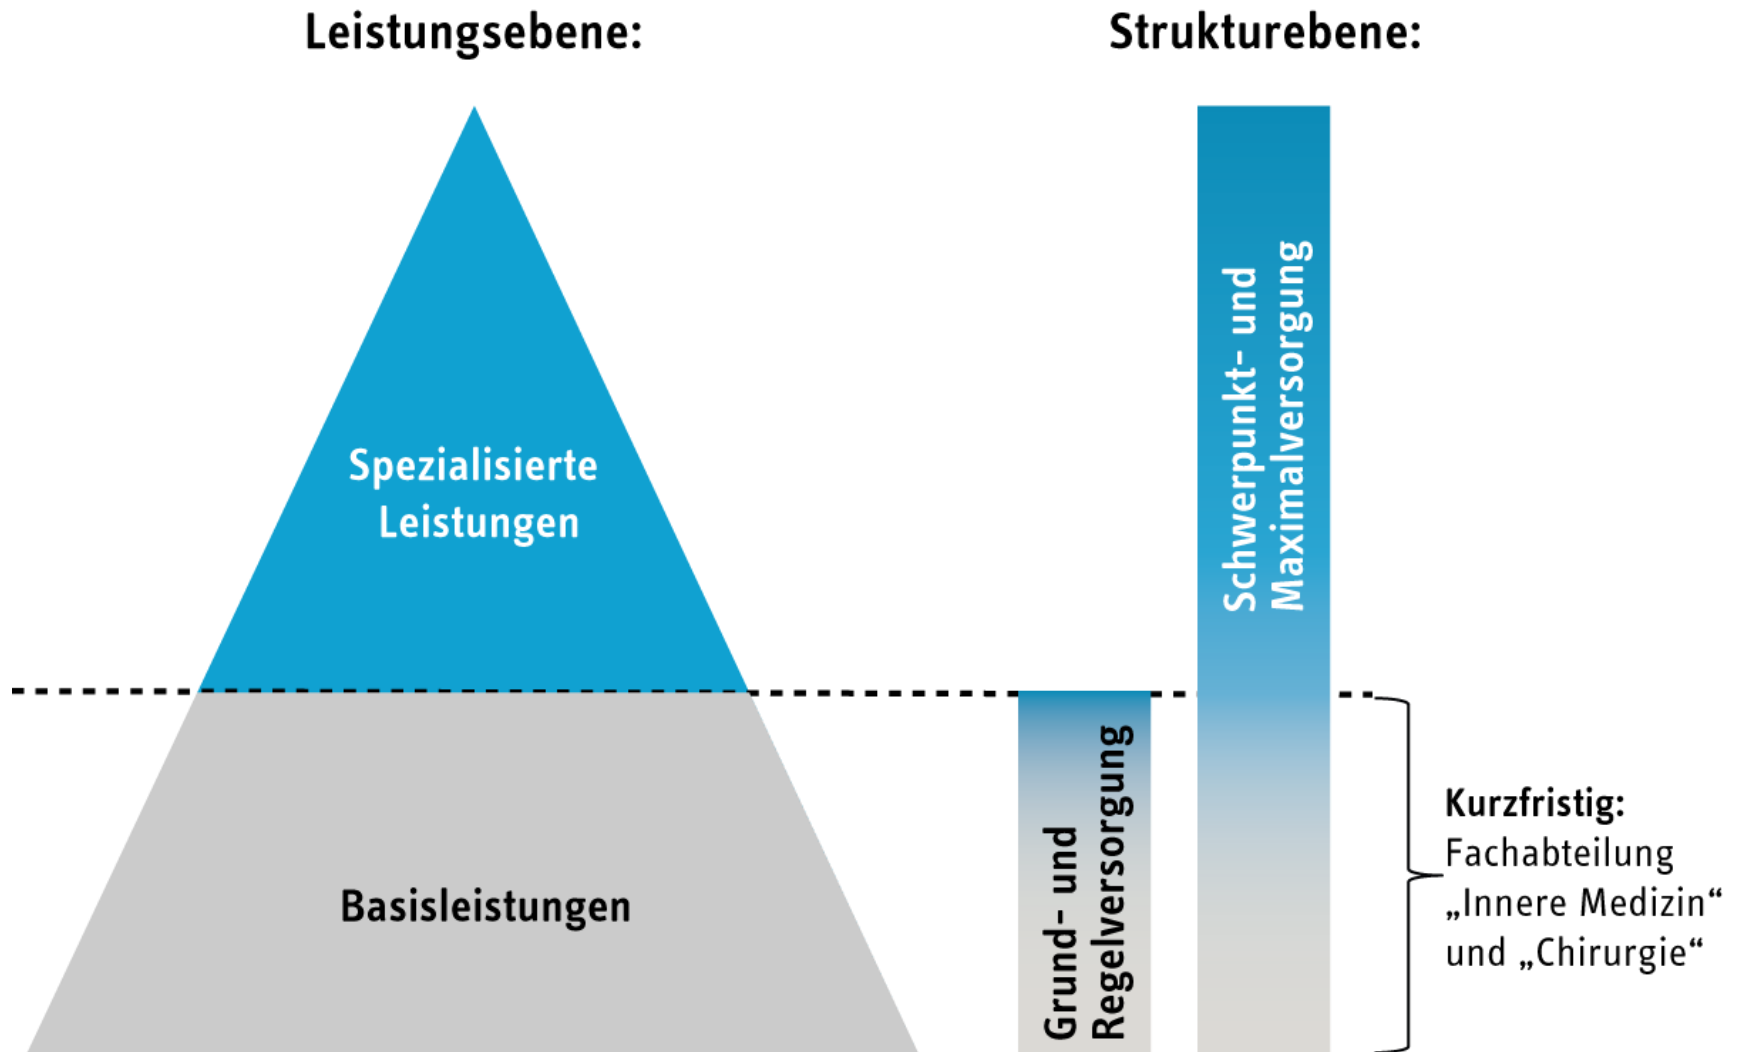 Leistungsebene:
Strukturebene:
Spezialisierte
Leistungen
Basisleistungen
Grund- und
Regelversorgung
Schwerpunkt- und
Maximalversorgung
Kurzfristig:
Fachabteilung
„Innere Medizin“
und „Chirurgie“